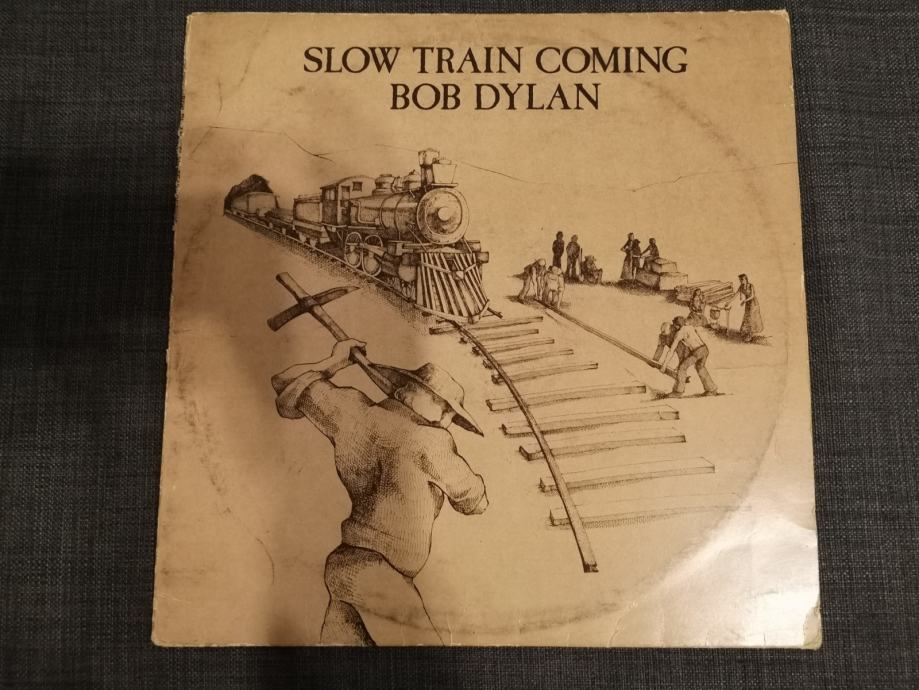 SLOW TRAIN COMING
BOB DYLAN